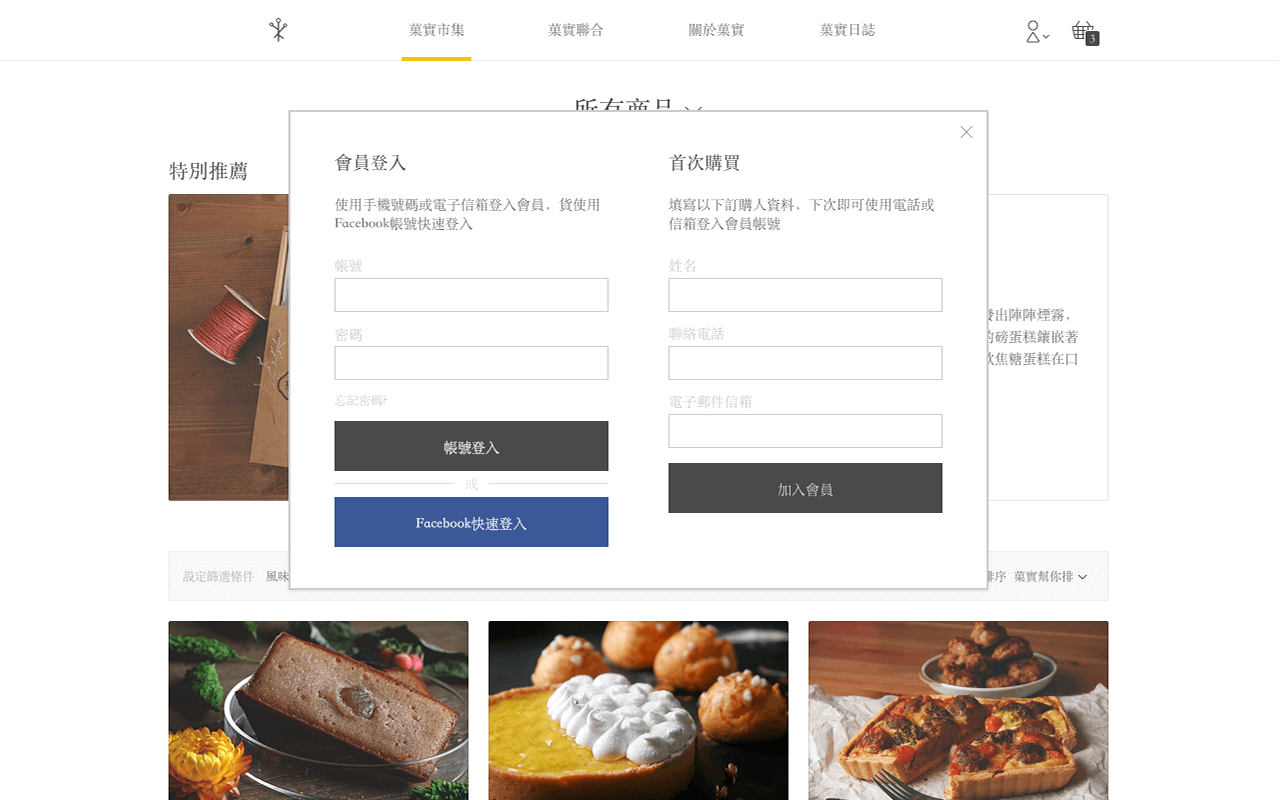 菓實市集
菓實聯合
關於菓實
菓實日誌
3
所有商品
特別推薦
會員登入
使用手機號碼或電子信箱登入會員，貨使用
Facebook帳號快速登入
帳號
密碼
忘記密碼?
帳號登入
或
Facebook快速登入
首次購買
填寫以下訂購人資料，下次即可使用電話或
信箱登入會員帳號
姓名
聯絡電話
電子郵件信箱
加入會員
出陣陣煙霧，
磅蛋糕鑲嵌著
焦糖蛋糕在口
設定篩選條件
風味
排序
菓實幫你排